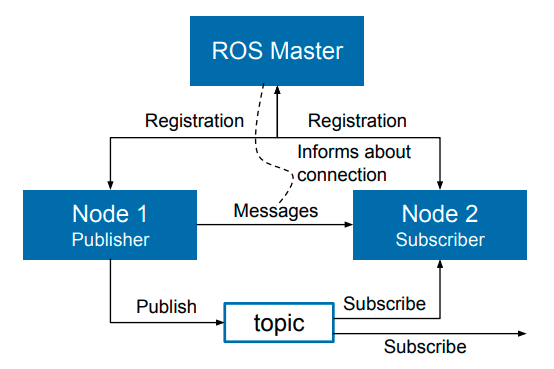 ROS Master
Registration
Registration
Informs about
connection
Node 1
Publisher
Messages
Node 2
Subscriber
Publish
topic
Subscribe
Subscribe